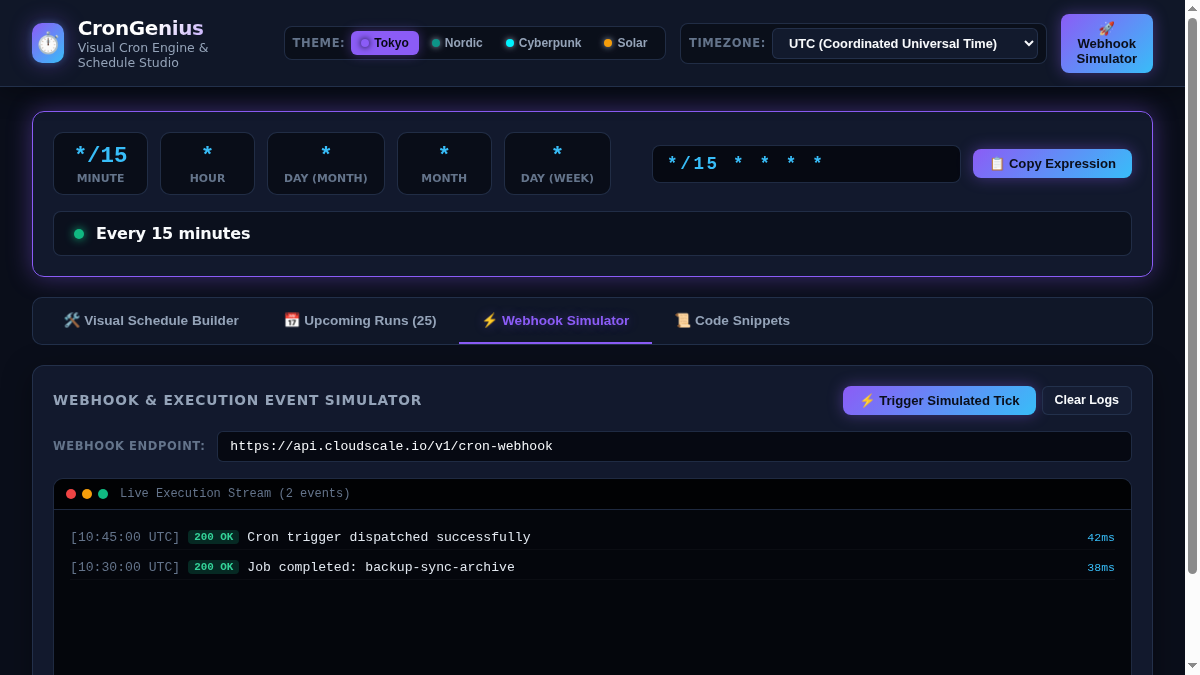 CronGenius
Visual Cron Engine &
Schedule Studio
THEME:
Tokyo
Nordic
Cyberpunk
Solar
TIMEZONE:
UTC (Coordinated Universal Time)
🚀
Webhook
Simulator
*/15
MINUTE
*
HOUR
*
DAY (MONTH)
*
MONTH
*
DAY (WEEK)
*/15 * * * *
📋 Copy Expression
Every 15 minutes
🛠️ Visual Schedule Builder
📅 Upcoming Runs (25)
⚡ Webhook Simulator
📜 Code Snippets
WEBHOOK & EXECUTION EVENT SIMULATOR
⚡ Trigger Simulated Tick
Clear Logs
WEBHOOK ENDPOINT:
https://api.cloudscale.io/v1/cron-webhook
Live Execution Stream (2 events)
[10:45:00 UTC] 200 OK Cron trigger dispatched successfully 42ms
[10:30:00 UTC] 200 OK Job completed: backup-sync-archive 38ms